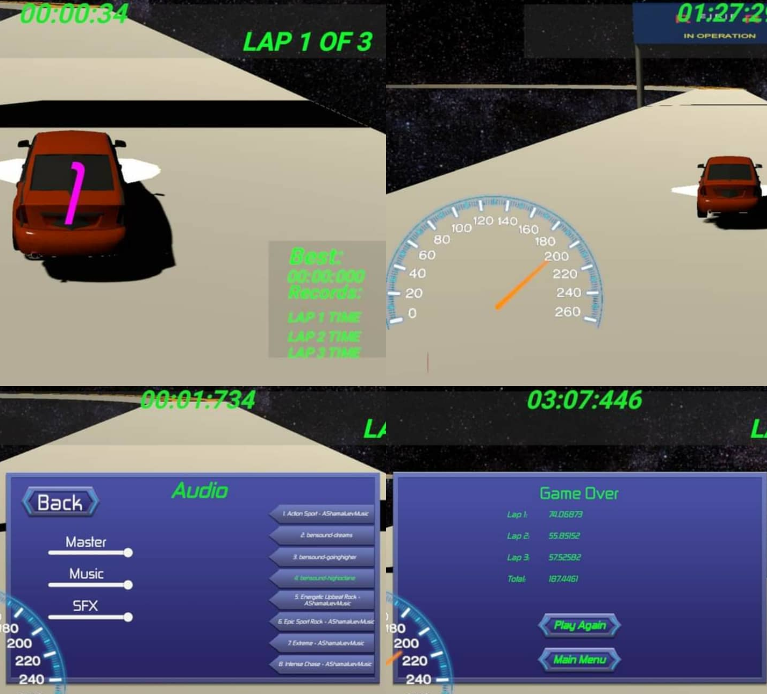 00:00:34
LAP 1 OF 3
1
Best:
00:00:000
Records:
LAP 1 TIME
LAP 2 TIME
LAP 3 TIME
01:27:29
IN OPERATION
0
20
40
60
80
100
120
140
160
180
200
220
240
260
00:01:734
LA
Audio
Back
Master
Music
SFX
1. Action Sport - AShamaluevMusic
2. bensound-dreams
3. bensound-goinghigher
4. bensound-highoctane
5. Energetic Upbeat Rock -
AShamaluevMusic
6. Epic Sport Rock - AShamaluevMusic
7. Extreme - AShamaluevMusic
8. Intense Chase - AShamaluevMusic
180
200
220
240
03:07:446
L
Game Over
Lap 1: 74.06873
Lap 2: 55.85152
Lap 3: 57.52582
Total: 187.4461
Play Again
Main Menu
80
200
220
240